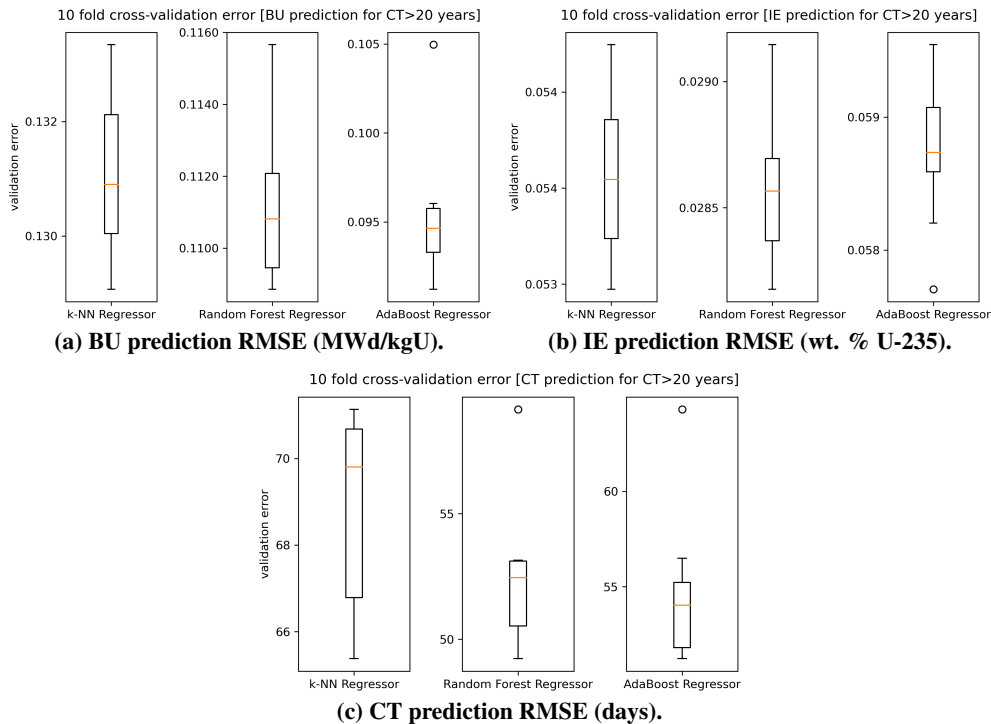 10 fold cross-validation error [BU prediction for CT>20 years]
validation error
0.132
0.130
k-NN Regressor
0.1160
0.1140
0.1120
0.1100
Random Forest Regressor
0.105
0.100
0.095
AdaBoost Regressor
(a) BU prediction RMSE (MWd/kgU).
10 fold cross-validation error [IE prediction for CT>20 years]
validation error
0.054
0.054
0.053
k-NN Regressor
0.0290
0.0285
Random Forest Regressor
0.059
0.058
AdaBoost Regressor
(b) IE prediction RMSE (wt. % U-235).
10 fold cross-validation error [CT prediction for CT>20 years]
validation error
70
68
66
k-NN Regressor
55
50
Random Forest Regressor
60
55
AdaBoost Regressor
(c) CT prediction RMSE (days).